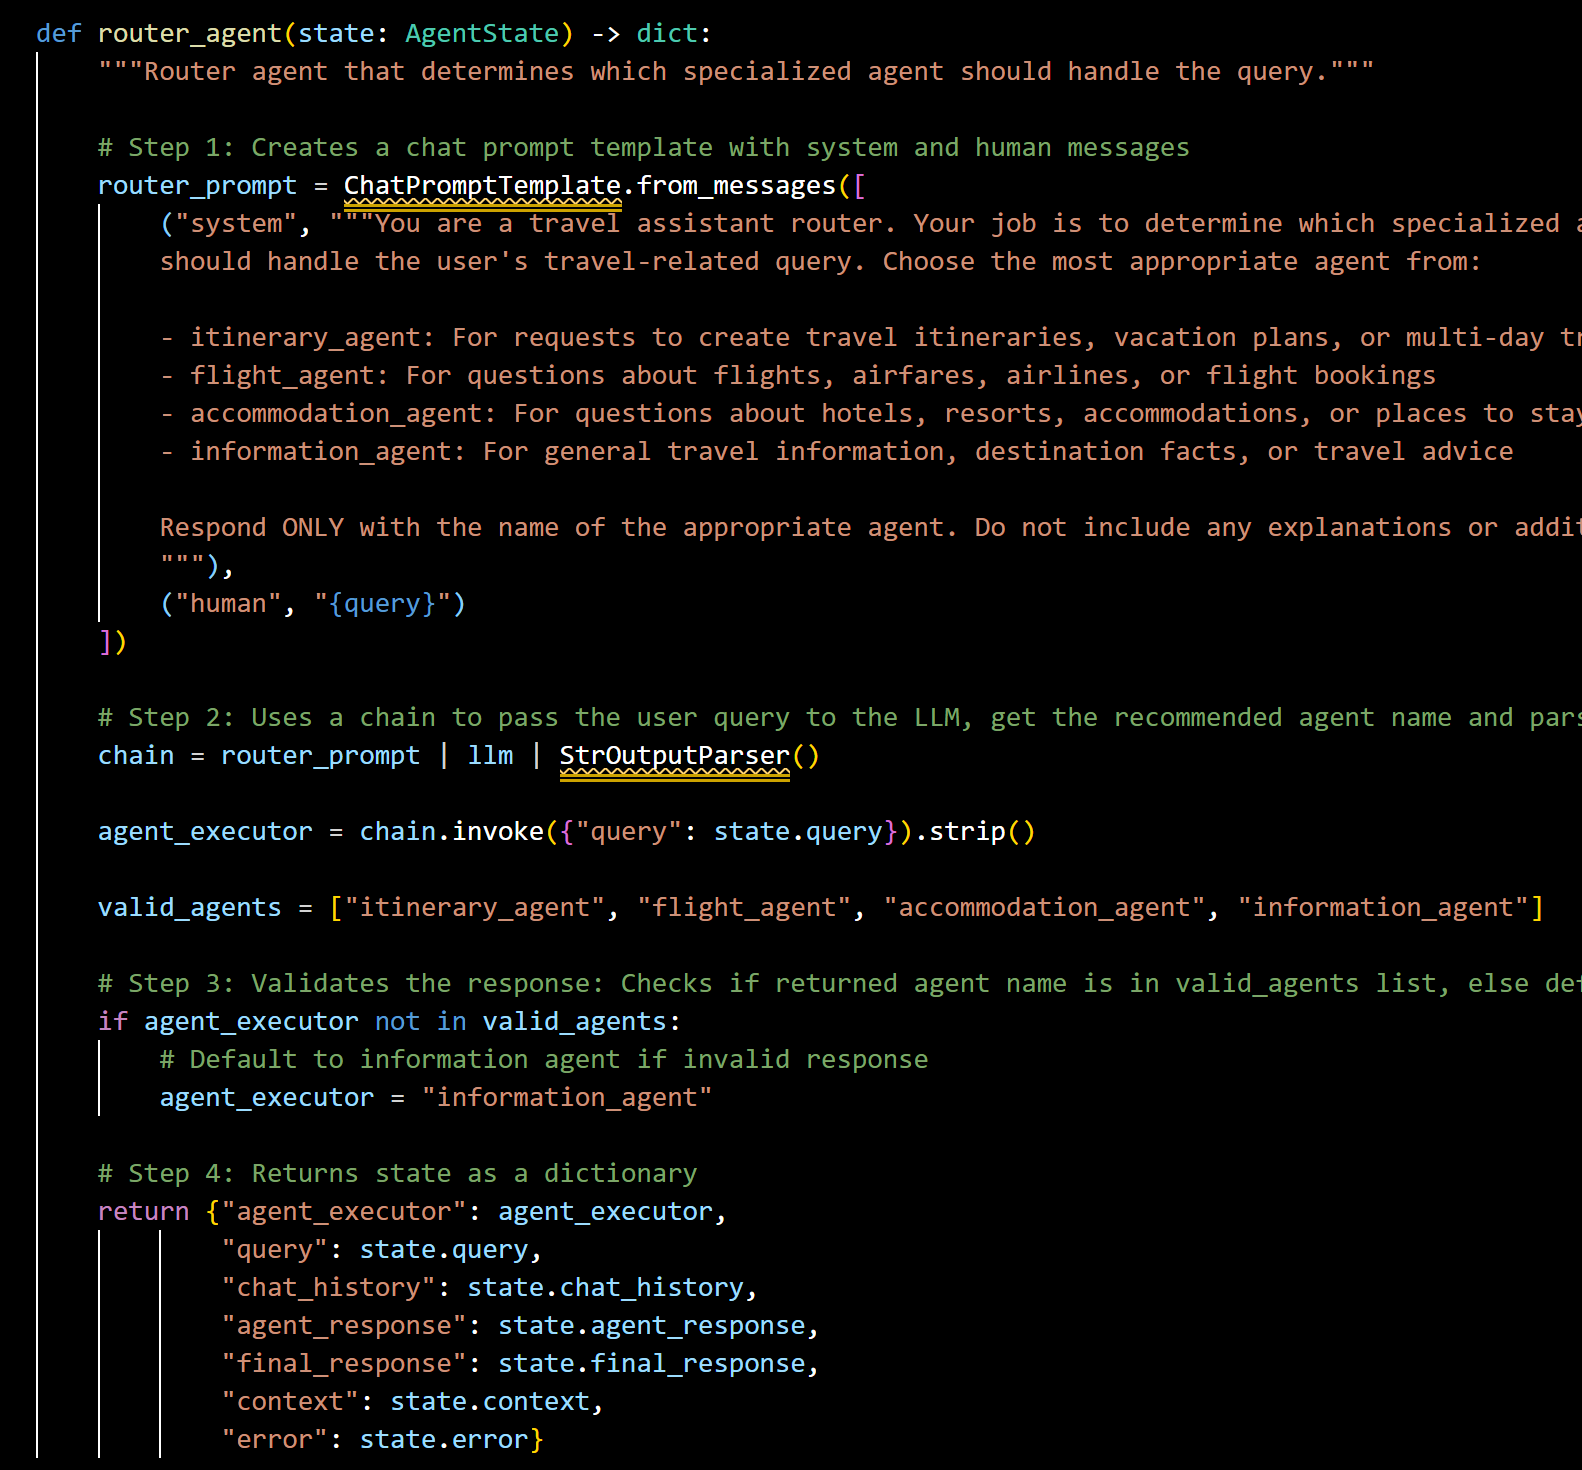 def router_agent(state: AgentState) -> dict:
    """Router agent that determines which specialized agent should handle the query."""

    # Step 1: Creates a chat prompt template with system and human messages
    router_prompt = ChatPromptTemplate.from_messages([
        ("system", """You are a travel assistant router. Your job is to determine which specialized
        should handle the user's travel-related query. Choose the most appropriate agent from:

        - itinerary_agent: For requests to create travel itineraries, vacation plans, or multi-day
        - flight_agent: For questions about flights, airfares, airlines, or flight bookings
        - accommodation_agent: For questions about hotels, resorts, accommodations, or places to stay
        - information_agent: For general travel information, destination facts, or travel advice

        Respond ONLY with the name of the appropriate agent. Do not include any explanations or
        """),
        ("human", "{query}")
    ])

    # Step 2: Uses a chain to pass the user query to the LLM, get the recommended agent name and
    chain = router_prompt | llm | StrOutputParser()

    agent_executor = chain.invoke({"query": state.query}).strip()

    valid_agents = ["itinerary_agent", "flight_agent", "accommodation_agent", "information_agent"]

    # Step 3: Validates the response: Checks if returned agent name is in valid_agents list, else
    if agent_executor not in valid_agents:
        # Default to information agent if invalid response
        agent_executor = "information_agent"

    # Step 4: Returns state as a dictionary
    return {"agent_executor": agent_executor,
            "query": state.query,
            "chat_history": state.chat_history,
            "agent_response": state.agent_response,
            "final_response": state.final_response,
            "context": state.context,
            "error": state.error}